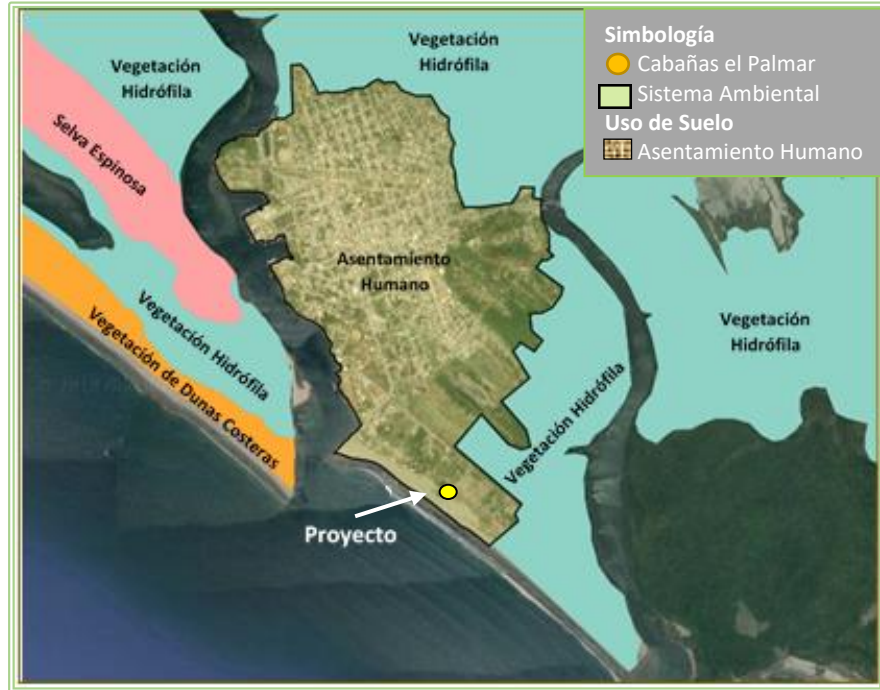 Simbología
Cabañas el Palmar
Sistema Ambiental
Uso de Suelo
Asentamiento Humano
Vegetación
Hidrófila
Vegetación
Hidrófila
Selva Espinosa
Asentamiento
Humano
Vegetación Hidrófila
Vegetación de Dunas Costeras
Vegetación
Hidrófila
Vegetación Hidrófila
Proyecto